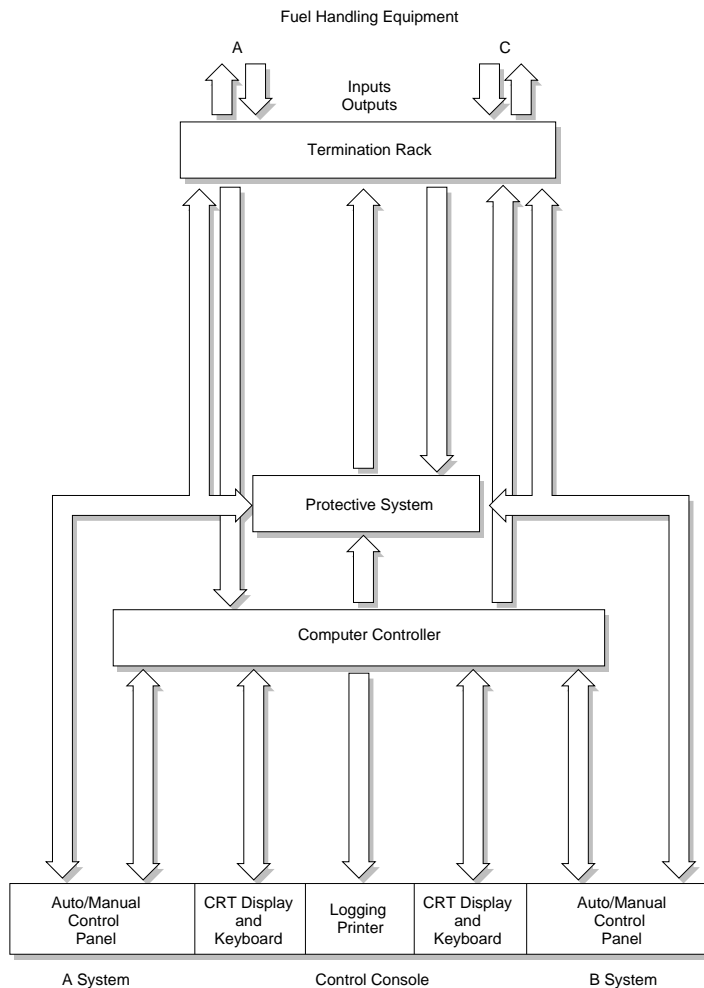 Fuel Handling Equipment
A
C
Inputs
Outputs
Termination Rack
Protective System
Computer Controller
Auto/Manual
Control
Panel
CRT Display
and
Keyboard
Logging
Printer
CRT Display
and
Keyboard
Auto/Manual
Control
Panel
A System
Control Console
B System